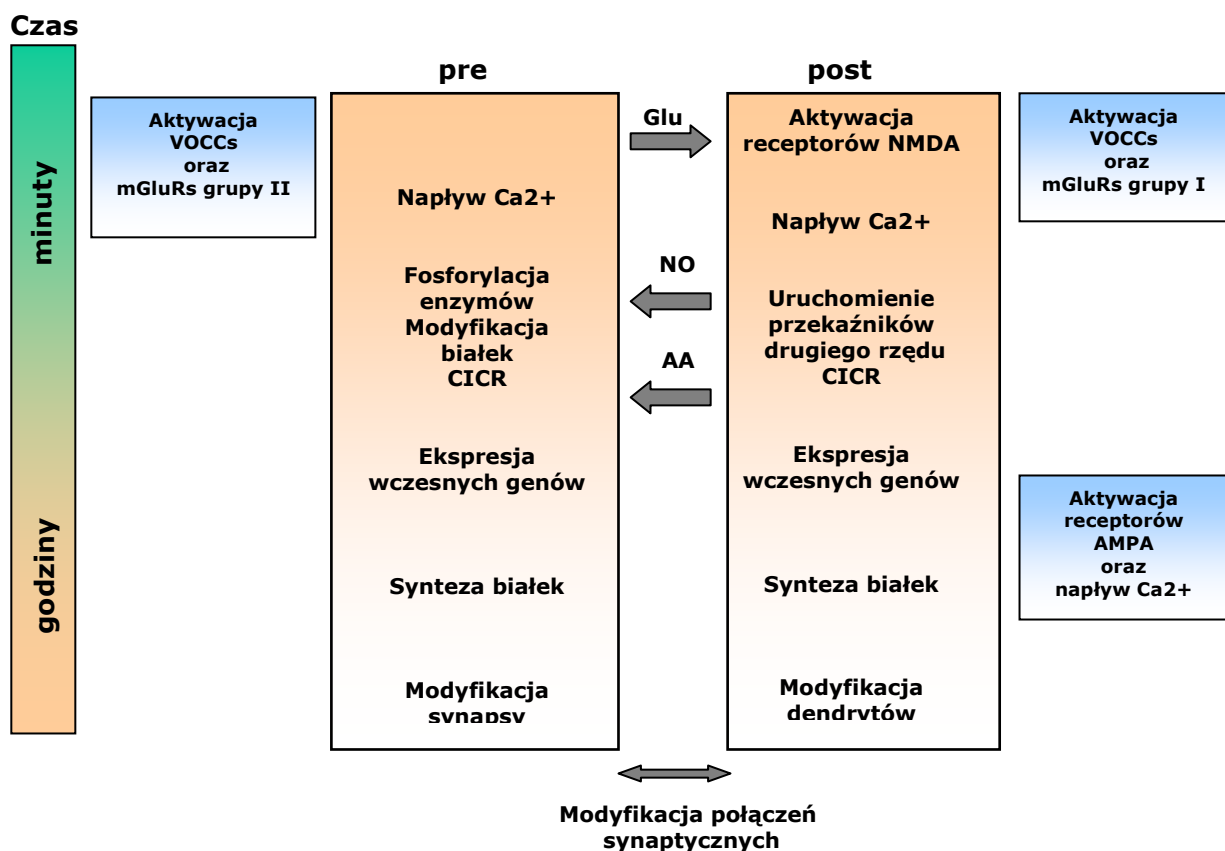 Czas
minuty
godziny
Aktywacja
VOCCs
oraz
mGluRs grupy II
pre
Napływ Ca2+
Fosforylacja
enzymów
Modyfikacja
białek
CICR
Ekspresja
wczesnych genów
Synteza białek
Modyfikacja
synapsy
Glu
NO
AA
post
Aktywacja
receptorów NMDA
Napływ Ca2+
Uruchomienie
przekaźników
drugiego rzędu
CICR
Ekspresja
wczesnych genów
Synteza białek
Modyfikacja
dendrytów
Aktywacja
VOCCs
oraz
mGluRs grupy I
Aktywacja
receptorów
AMPA
oraz
napływ Ca2+
Modyfikacja połączeń
synaptycznych